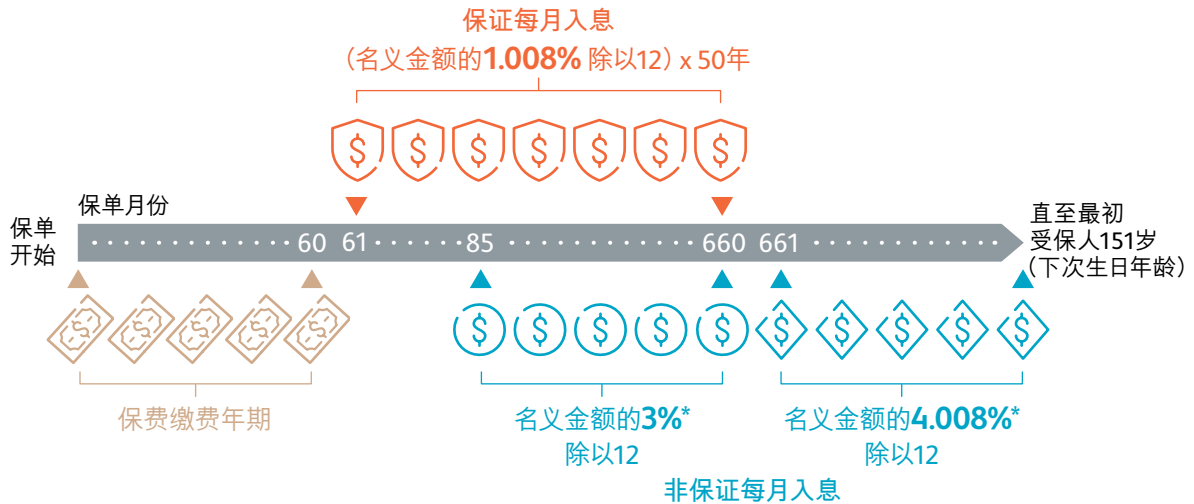 保证每月入息
（名义金额的1.008% 除以12）x 50年
$ $ $ $ $ $ $
保单月份
保单
开始
60 61 85 660 661
直至最初
受保人151岁
（下次生日年龄）
$ $ $ $ $ $ $ $ $ $ $ $ $ $ $
保费缴费年期
名义金额的3%*
除以12
名义金额的4.008%*
除以12
非保证每月入息